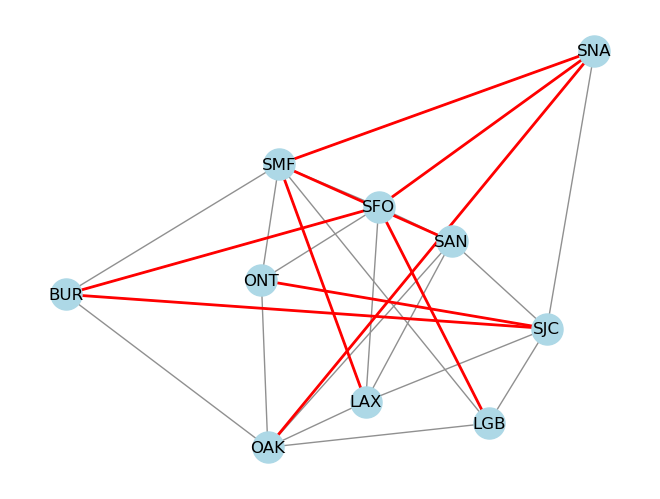 SNA
SMF
SFO
SAN
ONT
BUR
SJC
LAX
LGB
OAK